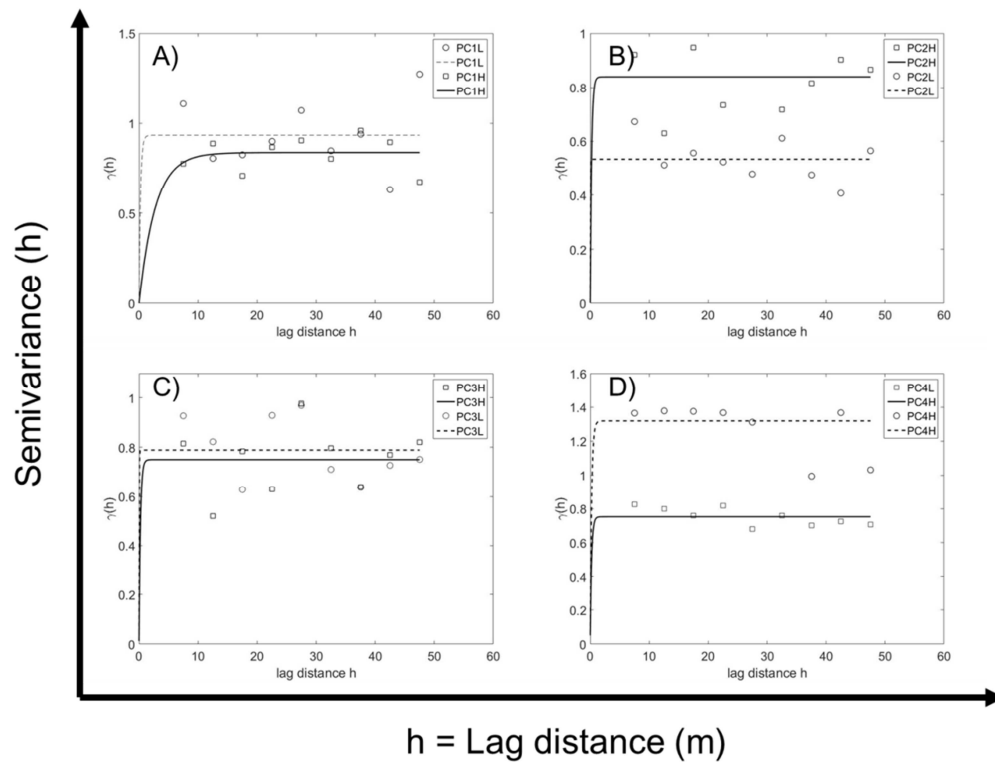 Semivariance (h)
A)
1.5
1
0.5
0
γ(h)
0 10 20 30 40 50 60
lag distance h
PC1L
PC1L
PC1H
PC1H
B)
1
0.8
0.6
0.4
0.2
0
γ(h)
0 10 20 30 40 50 60
lag distance h
PC2H
PC2H
PC2L
PC2L
C)
1
0.8
0.6
0.4
0.2
0
γ(h)
0 10 20 30 40 50 60
lag distance h
PC3H
PC3H
PC3L
PC3L
D)
1.6
1.4
1.2
1
0.8
0.6
0.4
0.2
0
γ(h)
0 10 20 30 40 50 60
lag distance h
PC4L
PC4H
PC4H
PC4H
h = Lag distance (m)